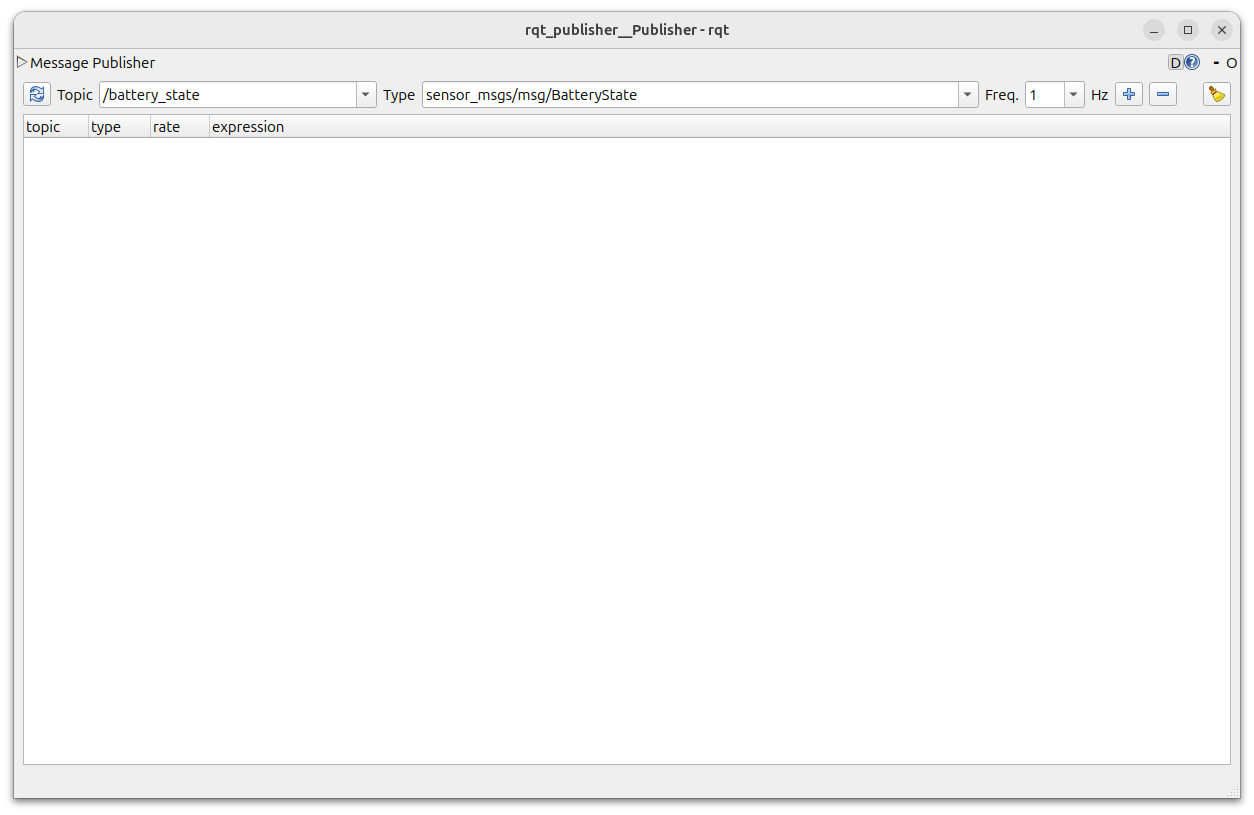 rqt_publisher__Publisher - rqt
Message Publisher D ? - O
Topic /battery_state Type sensor_msgs/msg/BatteryState Freq. 1 Hz
topic type rate expression